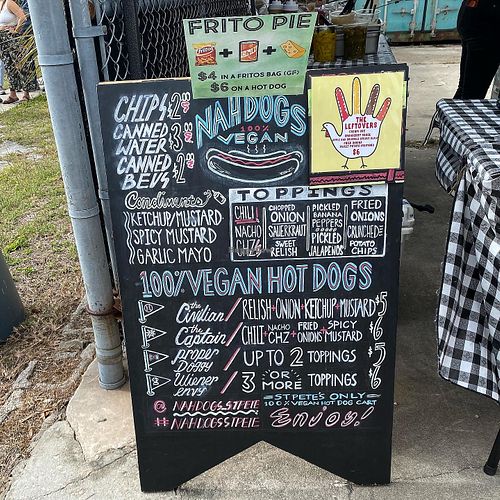 FRITO PIE
$4 IN A FRITOS BAG (GF)
$6 ON A HOT DOG
CHIPS 2
CANNED WATER 3
CANNED BEVS 2
NAHDOGS
100%
VEGAN
THE LEFTOVERS
$6
Condiments
KETCHUP/MUSTARD
SPICY MUSTARD
GARLIC MAYO
TOPPINGS
CHILI
NACHO
CHZ
CHOPPED
ONION
SAUERKRAUT
SWEET
RELISH
PICKLED
BANANA
PEPPERS
PICKLED
JALAPENOS
FRIED
ONIONS
CRUNCHED
POTATO
CHIPS
100% VEGAN HOT DOGS
the Civilian / RELISH+ONION+KETCHUP+MUSTARD $5
the Captain / CHILI+NACHO CHZ+FRIED ONIONS+SPICY MUSTARD $6
proper Doggy / UP TO 2 TOPPINGS $5
Wiener envy / 3 OR MORE TOPPINGS $6
@ NAHDOGSSTPETE
# NAHDOGSSTPETE
ST PETE'S ONLY
100% VEGAN HOT DOG CART
Enjoy!